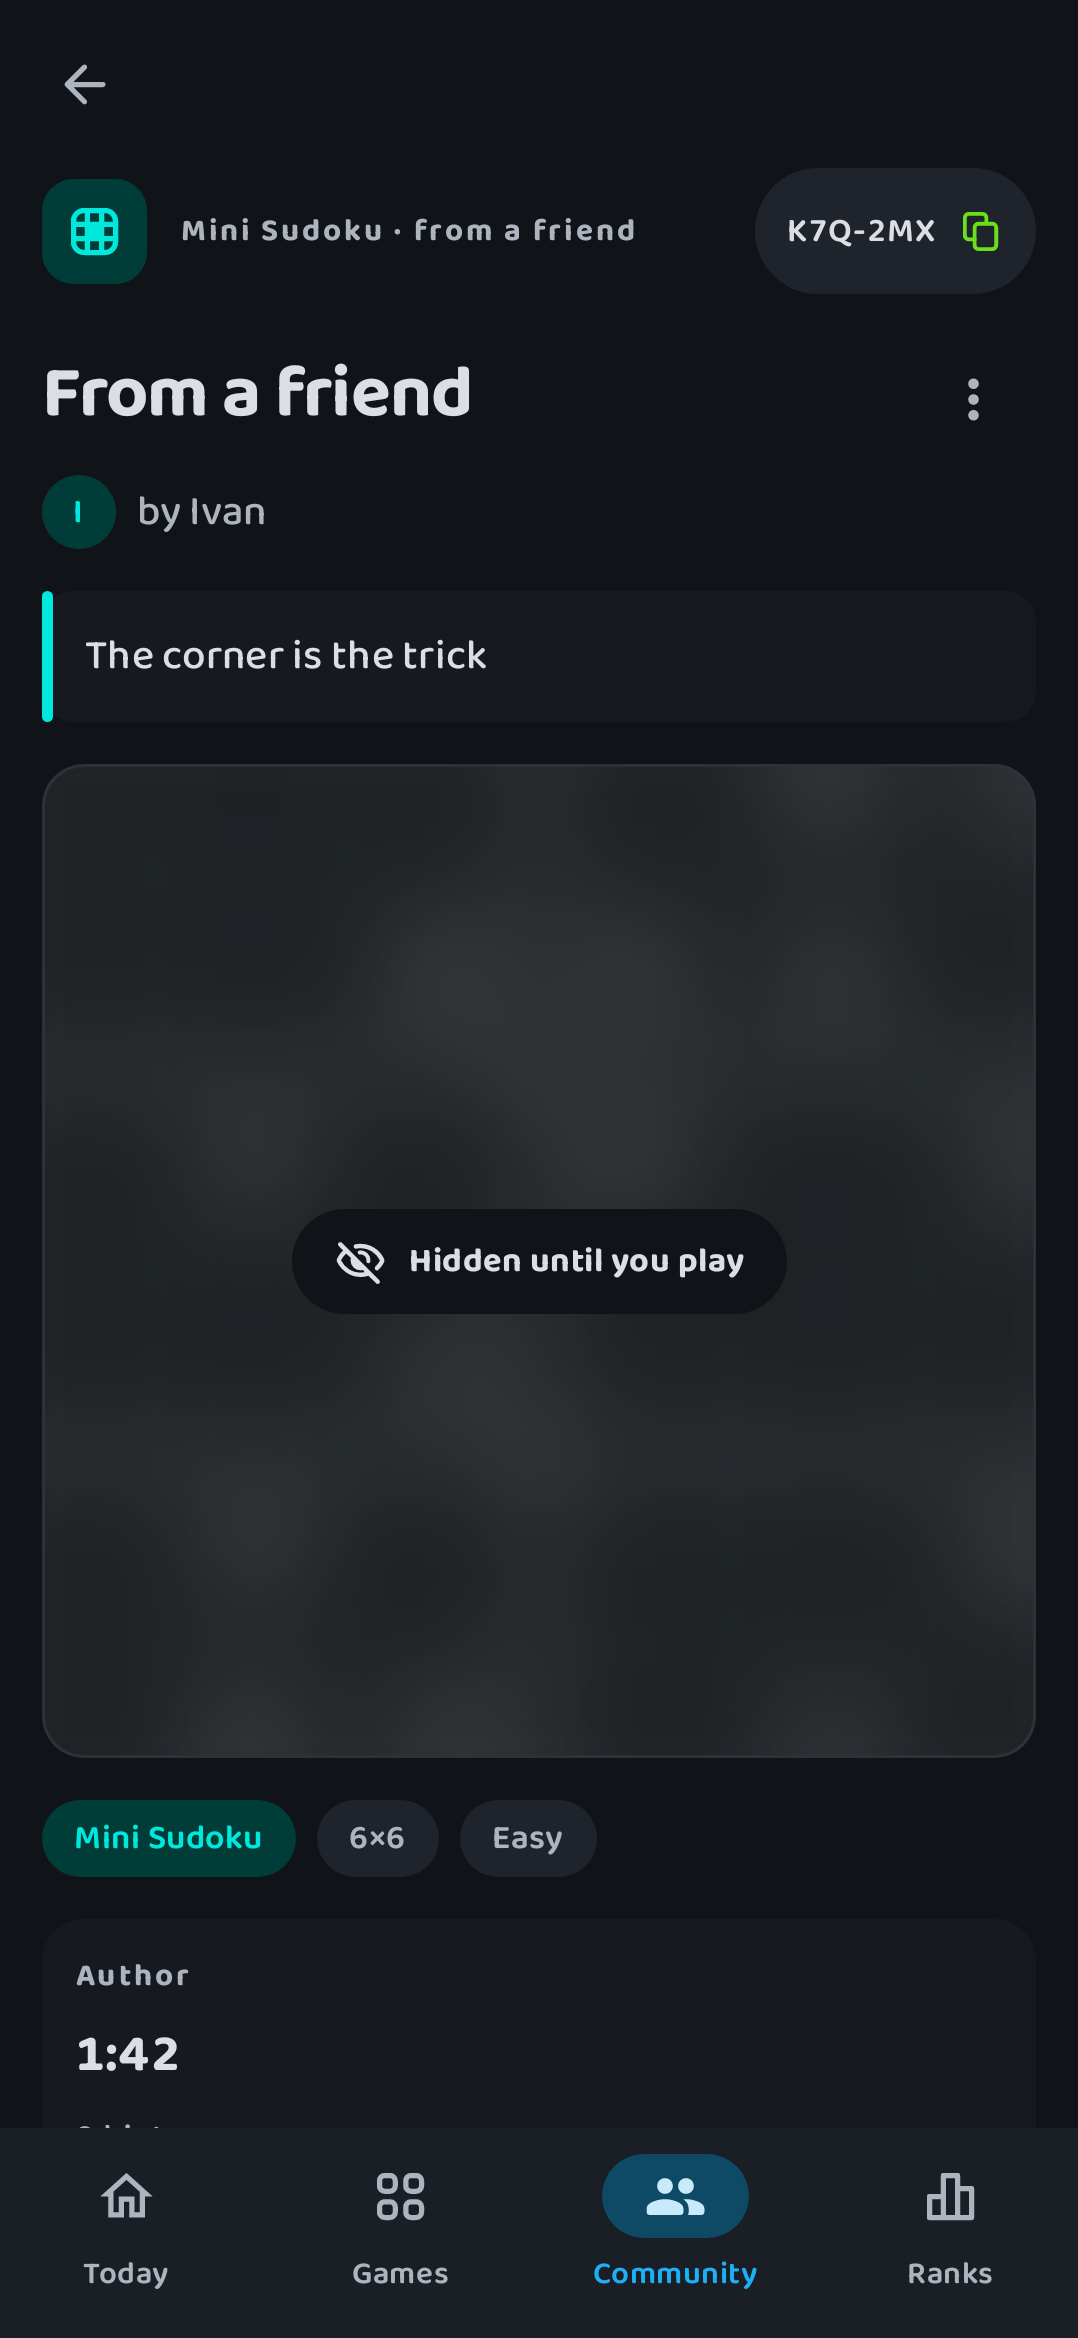 Mini Sudoku · from a friend
K7Q-2MX
From a friend
I
by Ivan
The corner is the trick
Hidden until you play
Mini Sudoku
6×6
Easy
Author
1:42
Today
Games
Community
Ranks